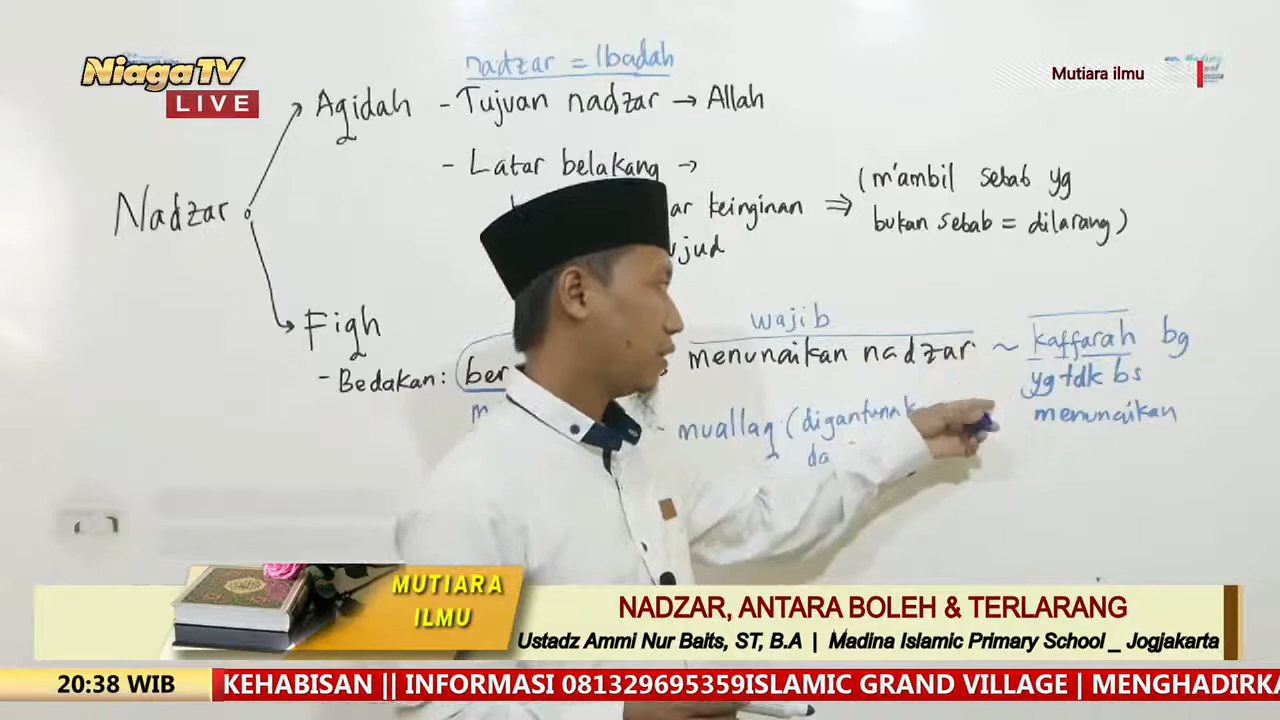 nadzar = Ibadah
NiagaTV
LIVE
Mutiara ilmu
Aqidah - Tujuan nadzar → Allah
- Latar belakang →
keinginan ⇒ (m'ambil sebab yg
bukan sebab = dilarang)
Nadzar
Fiqh
wajib
- Bedakan: ber menunaikan nadzar ~ kaffarah bg
yg tdk bs
menunaikan
muallaq (
da
MUTIARA
ILMU
NADZAR, ANTARA BOLEH & TERLARANG
Ustadz Ammi Nur Baits, ST, B.A | Madina Islamic Primary School _ Jogjakarta
20:38 WIB
KEHABISAN || INFORMASI 081329695359ISLAMIC GRAND VILLAGE | MENGHADIRKA